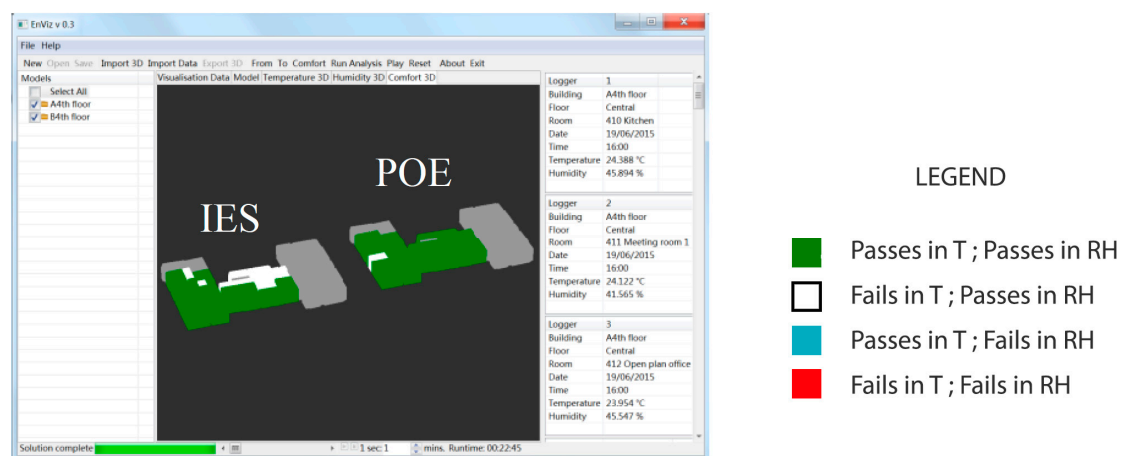 EnViz v 0.3
File Help
New Open Save Import 3D Import Data Export 3D From To Comfort Run Analysis Play Reset About Exit
Models
Select All
A4th floor
B4th floor
Visualisation Data Model Temperature 3D Humidity 3D Comfort 3D
IES
POE
Logger 1
Building A4th floor
Floor Central
Room 410 Kitchen
Date 19/06/2015
Time 16:00
Temperature 24.388 °C
Humidity 45.894 %
Logger 2
Building A4th floor
Floor Central
Room 411 Meeting room 1
Date 19/06/2015
Time 16:00
Temperature 24.122 °C
Humidity 41.565 %
Logger 3
Building A4th floor
Floor Central
Room 412 Open plan office
Date 19/06/2015
Time 16:00
Temperature 23.954 °C
Humidity 45.547 %
Solution complete
1 sec: 1 mins. Runtime: 00:22:45
LEGEND
Passes in T ; Passes in RH
Fails in T ; Passes in RH
Passes in T ; Fails in RH
Fails in T ; Fails in RH